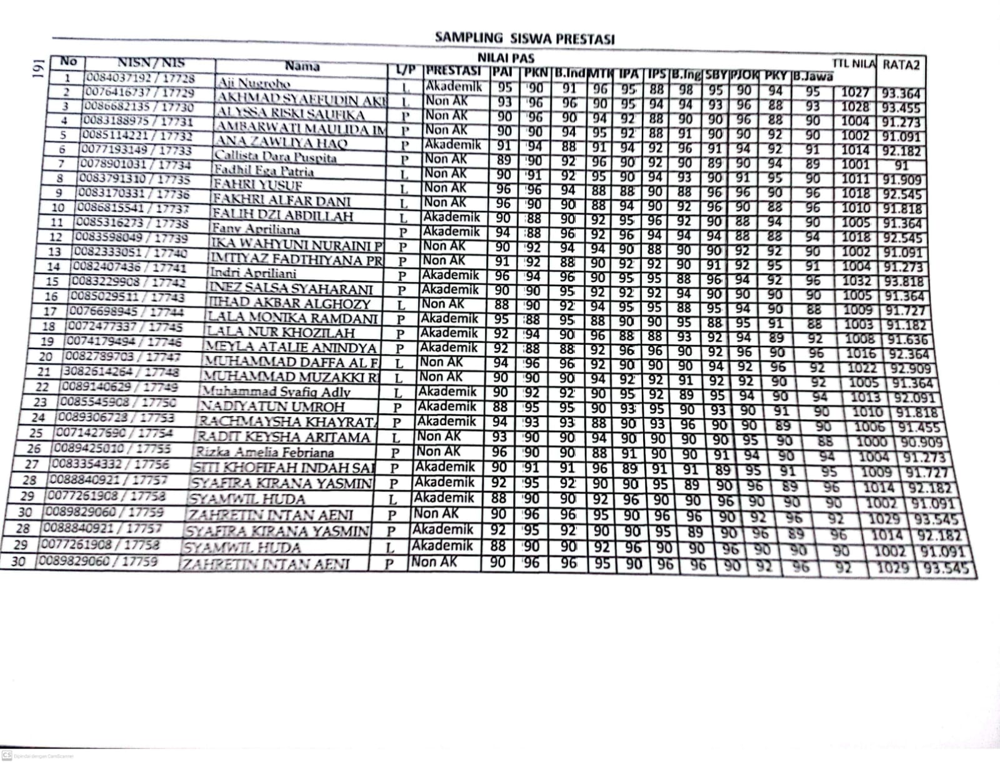 SAMPLING SISWA PRESTASI
191
NILAI PAS
No NISN/NIS Nama L/P PRESTASI PAI PKN B.Ind MTK IPA IPS B.Ing SBY PJOK PKY B.Jawa TTL NILA RATA2
1 0084037192 / 17728 Aji Nugroho L Akademik 95 '90 91 96 95 88 98 95 90 94 95 1027 93.364
2 0076416737 / 17729 AKHMAD SYAEFUDIN AKE L Non AK 93 '96 96 90 95 94 94 93 96 88 93 1028 93.455
3 0086682135 / 17730 ALYSSA RISKI SAUFIKA P Non AK 90 '96 90 94 92 88 90 90 96 88 90 1004 91.273
4 0083188975 / 17731 AMBARWATI MAULIDA IM P Non AK 90 '90 94 95 92 88 91 90 90 92 90 1002 91.091
5 0085114221 / 17732 ANA ZAWLIYA HAQ P Akademik 91 '94 88 91 94 92 96 91 94 92 91 1014 92.182
6 0077193149 / 17733 Callista Dara Puspita P Non AK 89 '90 92 96 90 92 90 89 90 94 89 1001 91
7 0078901031 / 17734 Fadhil Ega Patria L Non AK 90 '91 92 95 90 94 93 90 91 95 90 1011 91.909
8 0083791310 / 17735 FAHRI YUSUF L Non AK 96 '96 94 88 88 90 88 96 96 90 96 1018 92.545
9 0083170331 / 17736 FAKHRI ALFAR DANI L Non AK 96 '90 90 88 94 90 92 96 90 88 96 1010 91.818
10 0086815541 / 17737 FALIH DZI ABDILLAH L Akademik 90 '88 90 92 95 96 92 90 88 94 90 1005 91.364
11 0085316273 / 17738 Fany Apriliana P Akademik 94 '88 96 92 96 94 94 94 88 88 94 1018 92.545
12 0083598049 / 17739 IKA WAHYUNI NURAINI P P Non AK 90 '92 94 94 90 88 90 90 92 92 90 1002 91.091
13 0082333051 / 17740 IMTIYAZ FADTHIYANA PR P Non AK 91 '92 88 90 92 92 90 91 92 95 91 1004 91.273
14 0082407436 / 17741 Indri Apriliani P Akademik 96 '94 96 90 95 95 88 96 94 92 96 1032 93.818
15 0083229908 / 17742 INEZ SALSA SYAHARANI P Akademik 90 '90 95 92 92 92 94 90 90 90 90 1005 91.364
16 0085029511 / 17743 JIHAD AKBAR ALGHOZY L Non AK 88 '90 92 94 95 95 88 95 94 90 88 1009 91.727
17 0076698945 / 17744 LALA MONIKA RAMDANI P Akademik 95 '88 95 88 90 90 95 88 95 91 88 1003 91.182
18 0072477337 / 17745 LALA NUR KHOZILAH P Akademik 92 '94 90 96 88 88 93 92 94 89 92 1008 91.636
19 0074179494 / 17746 MEYLA ATALIE ANINDYA P Akademik 92 '88 88 92 96 96 90 92 96 90 96 1016 92.364
20 0082789703 / 17747 MUHAMMAD DAFFA AL F L Non AK 94 '96 96 92 90 90 90 94 92 96 92 1022 92.909
21 3082614264 / 17748 MUHAMMAD MUZAKKI RI L Non AK 90 '90 90 94 92 92 91 92 92 90 92 1005 91.364
22 0089140629 / 17749 Muhammad Syafiq Adly L Akademik 90 '92 92 90 95 92 89 95 94 90 94 1013 92.091
23 0085545908 / 17750 NADIYATUN UMROH P Akademik 88 '95 95 90 93 95 90 93 90 91 90 1010 91.818
24 0089306728 / 17753 RACHMAYSHA KHAYRATA P Akademik 94 '93 93 88 90 93 96 90 90 89 90 1006 91.455
25 0071427690 / 17754 RADIT KEYSHA ARITAMA L Non AK 93 '90 90 94 90 90 90 90 95 90 88 1000 90.909
26 0089425010 / 17755 Rizka Amelia Febriana P Non AK 96 '90 90 88 91 90 90 91 94 90 94 1004 91.273
27 0083354332 / 17756 SITI KHOFIFAH INDAH SAI P Akademik 90 '91 91 96 89 91 91 89 95 91 95 1009 91.727
28 0088840921 / 17757 SYAFIRA KIRANA YASMIN P Akademik 92 '95 92 90 90 95 89 90 96 89 96 1014 92.182
29 0077261908 / 17758 SYAMWIL HUDA L Akademik 88 '90 90 92 96 90 90 96 90 90 90 1002 91.091
30 0089829060 / 17759 ZAHRETIN INTAN AENI P Non AK 90 '96 96 95 90 96 96 90 92 96 92 1029 93.545
28 0088840921 / 17757 SYAFIRA KIRANA YASMIN P Akademik 92 '95 92 90 90 95 89 90 96 89 96 1014 92.182
29 0077261908 / 17758 SYAMWIL HUDA L Akademik 88 '90 90 92 96 90 90 96 90 90 90 1002 91.091
30 0089829060 / 17759 ZAHRETIN INTAN AENI P Non AK 90 '96 96 95 90 96 96 90 92 96 92 1029 93.545
CS Dipindai dengan CamScanner